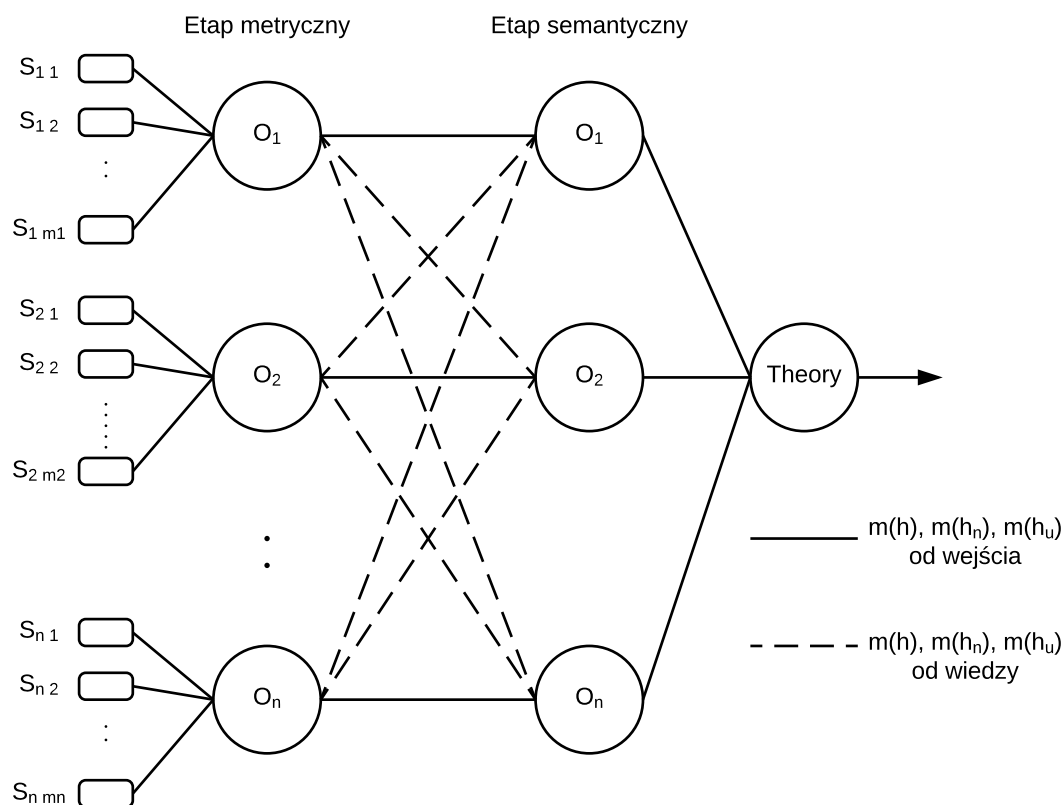 Etap metryczny
Etap semantyczny
S1 1
S1 2
S1 m1
O1
O1
S2 1
S2 2
S2 m2
O2
O2
Theory
m(h), m(hn), m(hu)
od wejścia
Sn 1
Sn 2
Sn mn
On
On
m(h), m(hn), m(hu)
od wiedzy